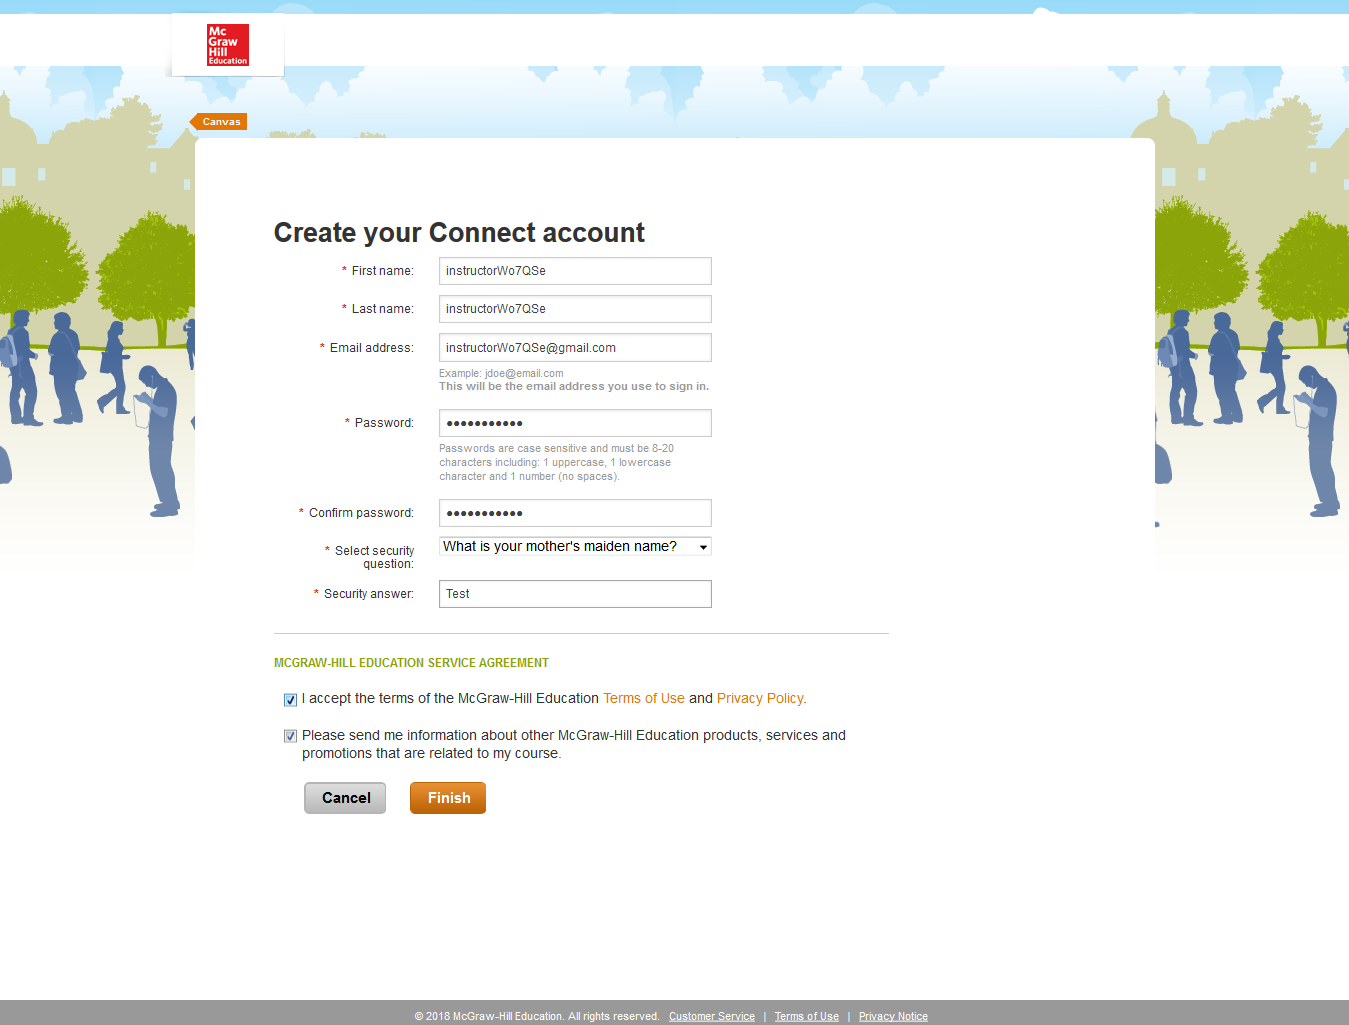 Mc
Graw
Hill
Education
Canvas
Create your Connect account
* First name: instructorWo7QSe
* Last name: instructorWo7QSe
* Email address: instructorWo7QSe@gmail.com
Example: jdoe@email.com
This will be the email address you use to sign in.
* Password: •••••••••••
Passwords are case sensitive and must be 8-20
characters including: 1 uppercase, 1 lowercase
character and 1 number (no spaces).
* Confirm password: •••••••••••
* Select security
question:
What is your mother's maiden name?
* Security answer: Test
MCGRAW-HILL EDUCATION SERVICE AGREEMENT
I accept the terms of the McGraw-Hill Education Terms of Use and Privacy Policy.
Please send me information about other McGraw-Hill Education products, services and
promotions that are related to my course.
Cancel Finish
© 2018 McGraw-Hill Education. All rights reserved. Customer Service | Terms of Use | Privacy Notice